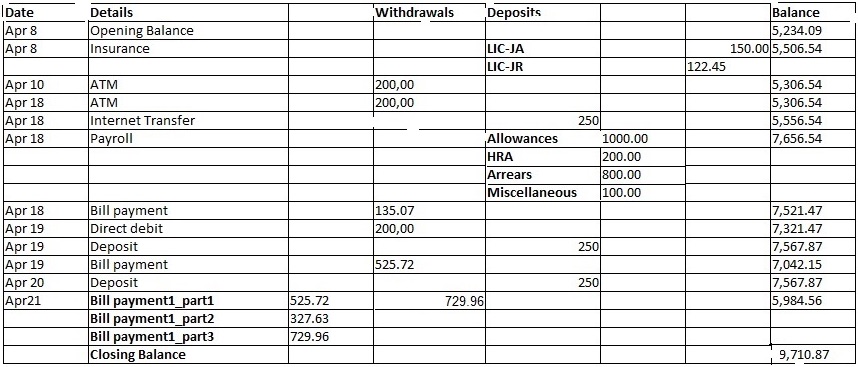 Date Details Withdrawals Deposits Balance
Apr 8 Opening Balance 5,234.09
Apr 8 Insurance LIC-JA 150.00 5,506.54
LIC-JR 122.45
Apr 10 ATM 200,00 5,306.54
Apr 18 ATM 200,00 5,306.54
Apr 18 Internet Transfer 250 5,556.54
Apr 18 Payroll Allowances 1000.00 7,656.54
HRA 200.00
Arrears 800.00
Miscellaneous 100.00
Apr 18 Bill payment 135.07 7,521.47
Apr 19 Direct debit 200,00 7,321.47
Apr 19 Deposit 250 7,567.87
Apr 19 Bill payment 525.72 7,042.15
Apr 20 Deposit 250 7,567.87
Apr21 Bill payment1_part1 525.72 729.96 5,984.56
Bill payment1_part2 327.63
Bill payment1_part3 729.96
Closing Balance 9,710.87